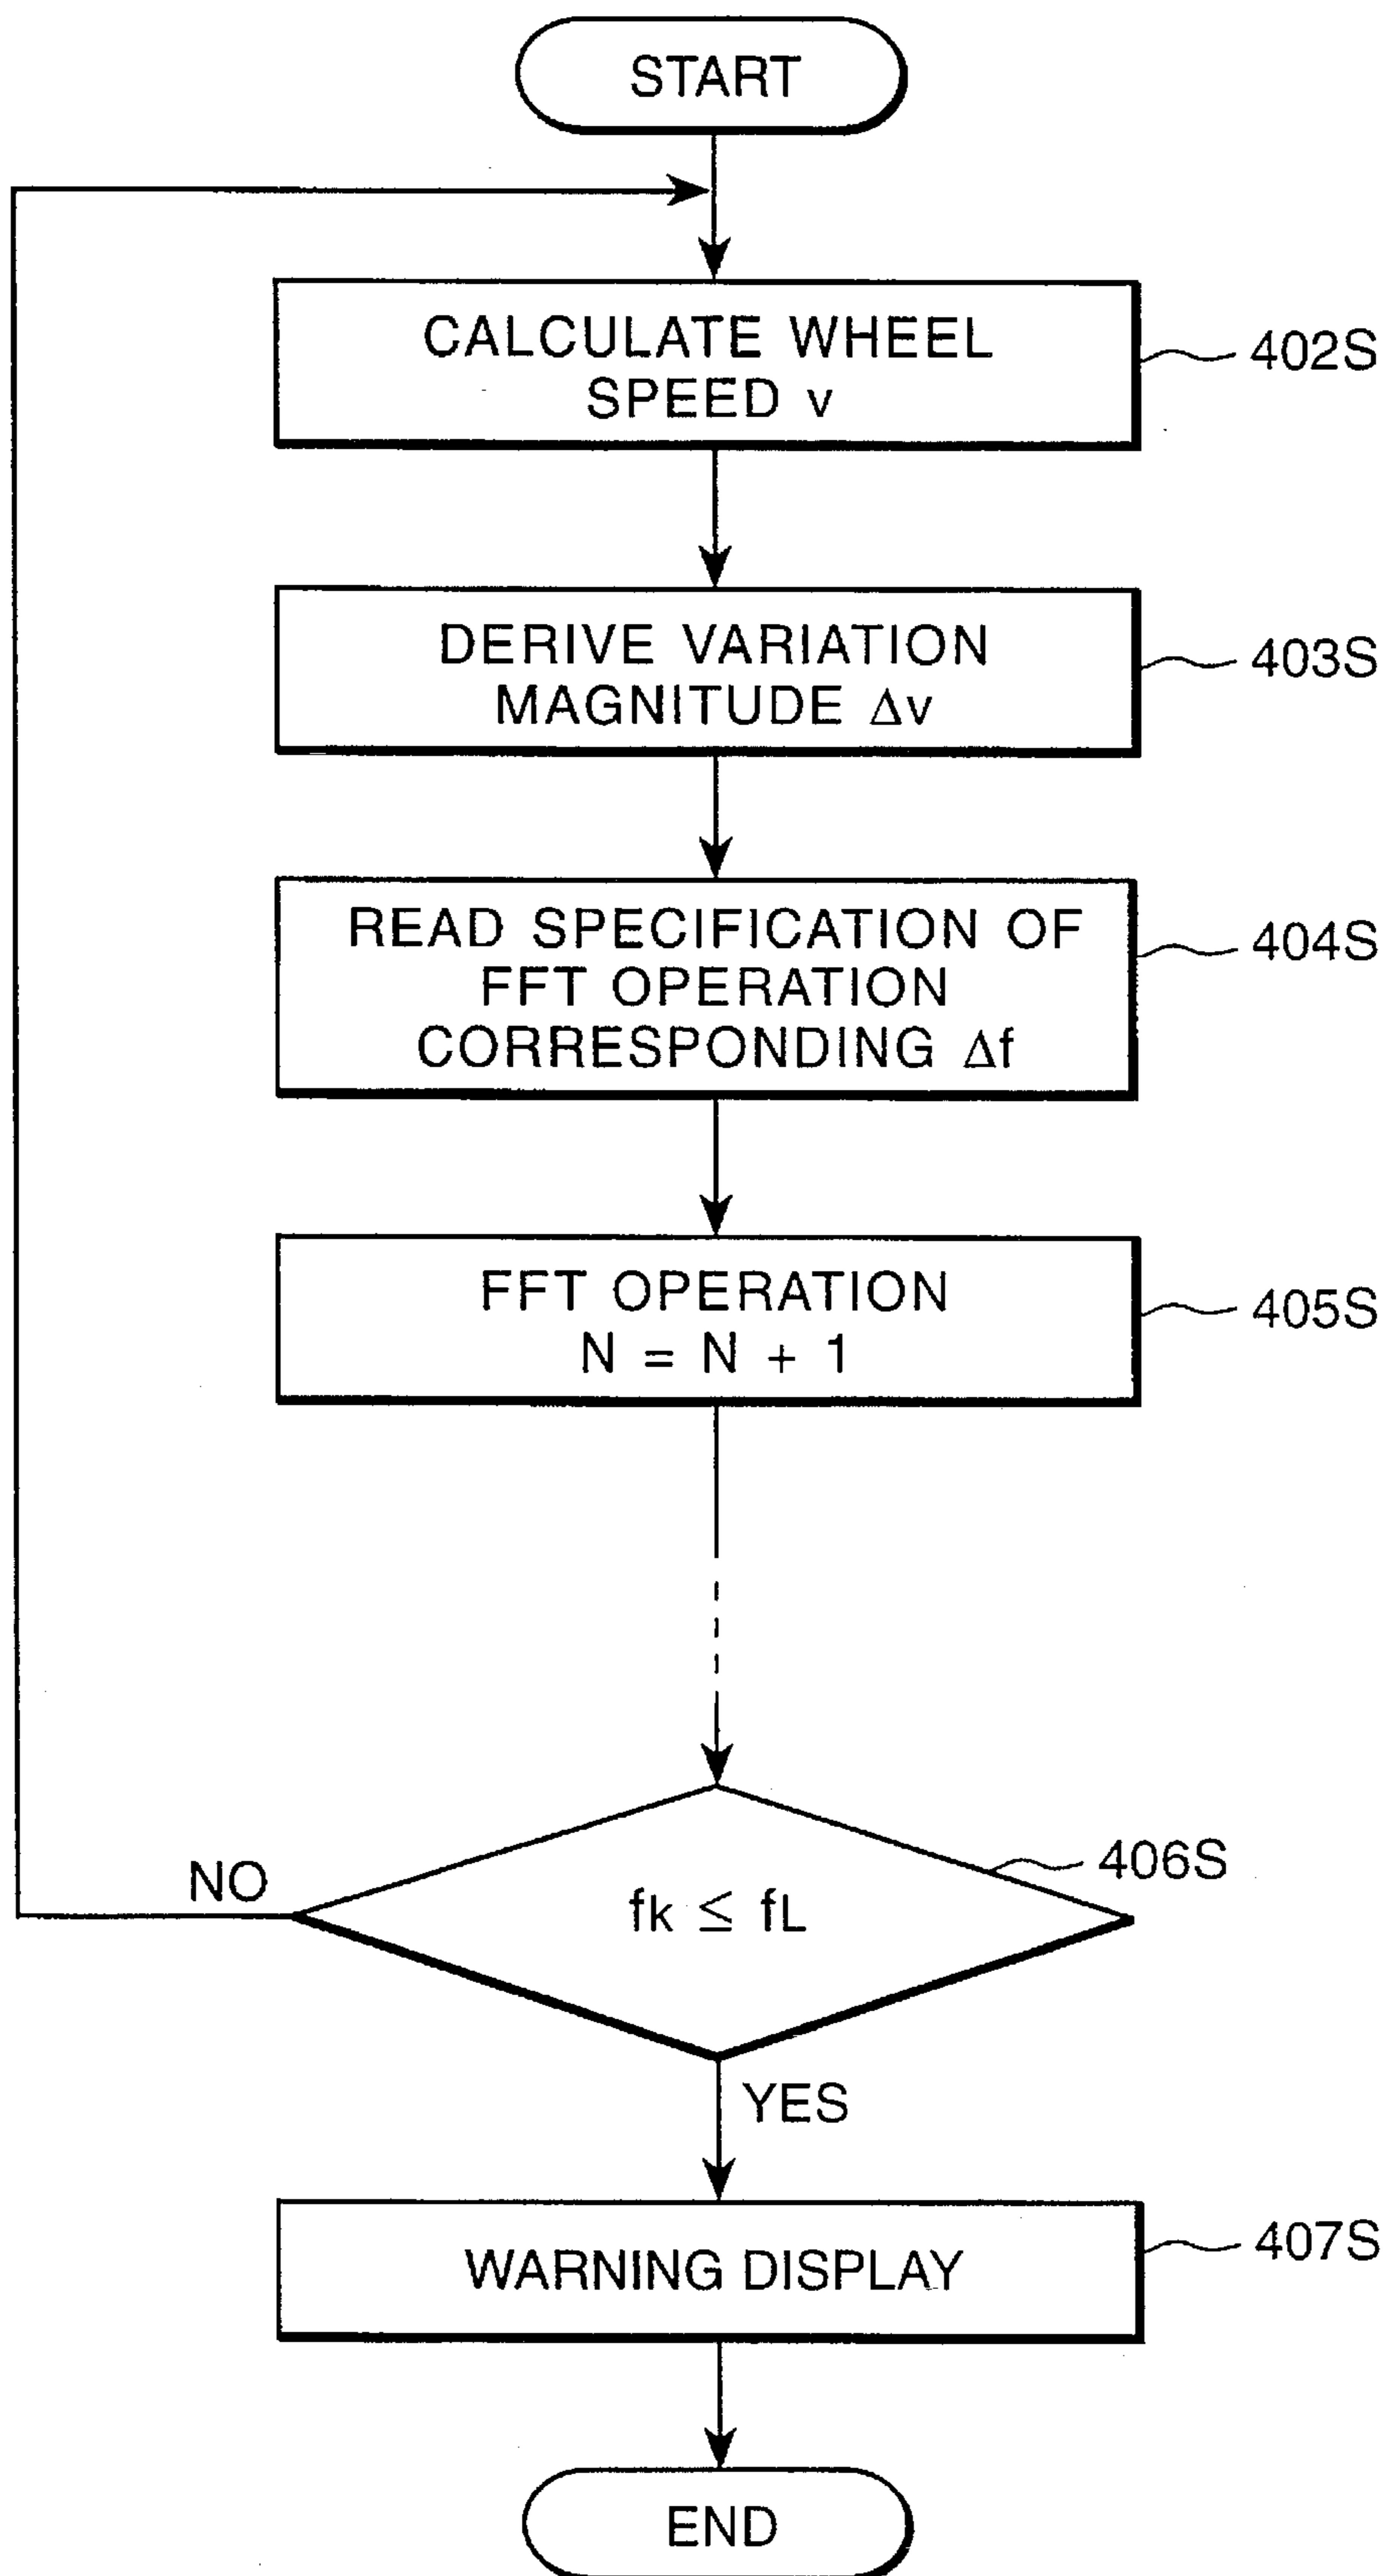 START
CALCULATE WHEEL
SPEED v
402S
DERIVE VARIATION
MAGNITUDE Δv
403S
READ SPECIFICATION OF
FFT OPERATION
CORRESPONDING Δf
404S
FFT OPERATION
N = N + 1
405S
fk ≤ fL
406S
NO
YES
WARNING DISPLAY
407S
END